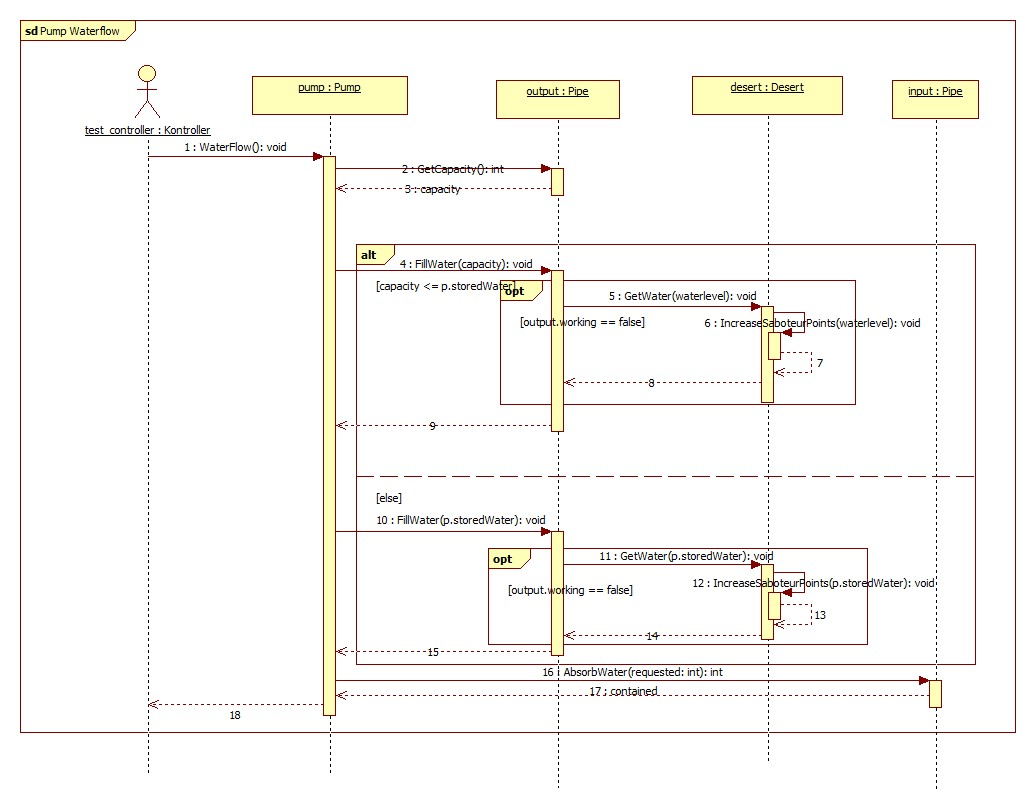 sd Pump Waterflow
pump : Pump
output : Pipe
desert : Desert
input : Pipe
test_controller : Kontroller
1 : WaterFlow(): void
2 : GetCapacity(): int
3 : capacity
alt
4 : FillWater(capacity): void
[capacity <= p.storedWater]
opt
5 : GetWater(waterlevel): void
[output.working == false]
6 : IncreaseSaboteurPoints(waterlevel): void
7
8
9
[else]
10 : FillWater(p.storedWater): void
opt
11 : GetWater(p.storedWater): void
12 : IncreaseSaboteurPoints(p.storedWater): void
[output.working == false]
13
14
15
16 : AbsorbWater(requested: int): int
17 : contained
18